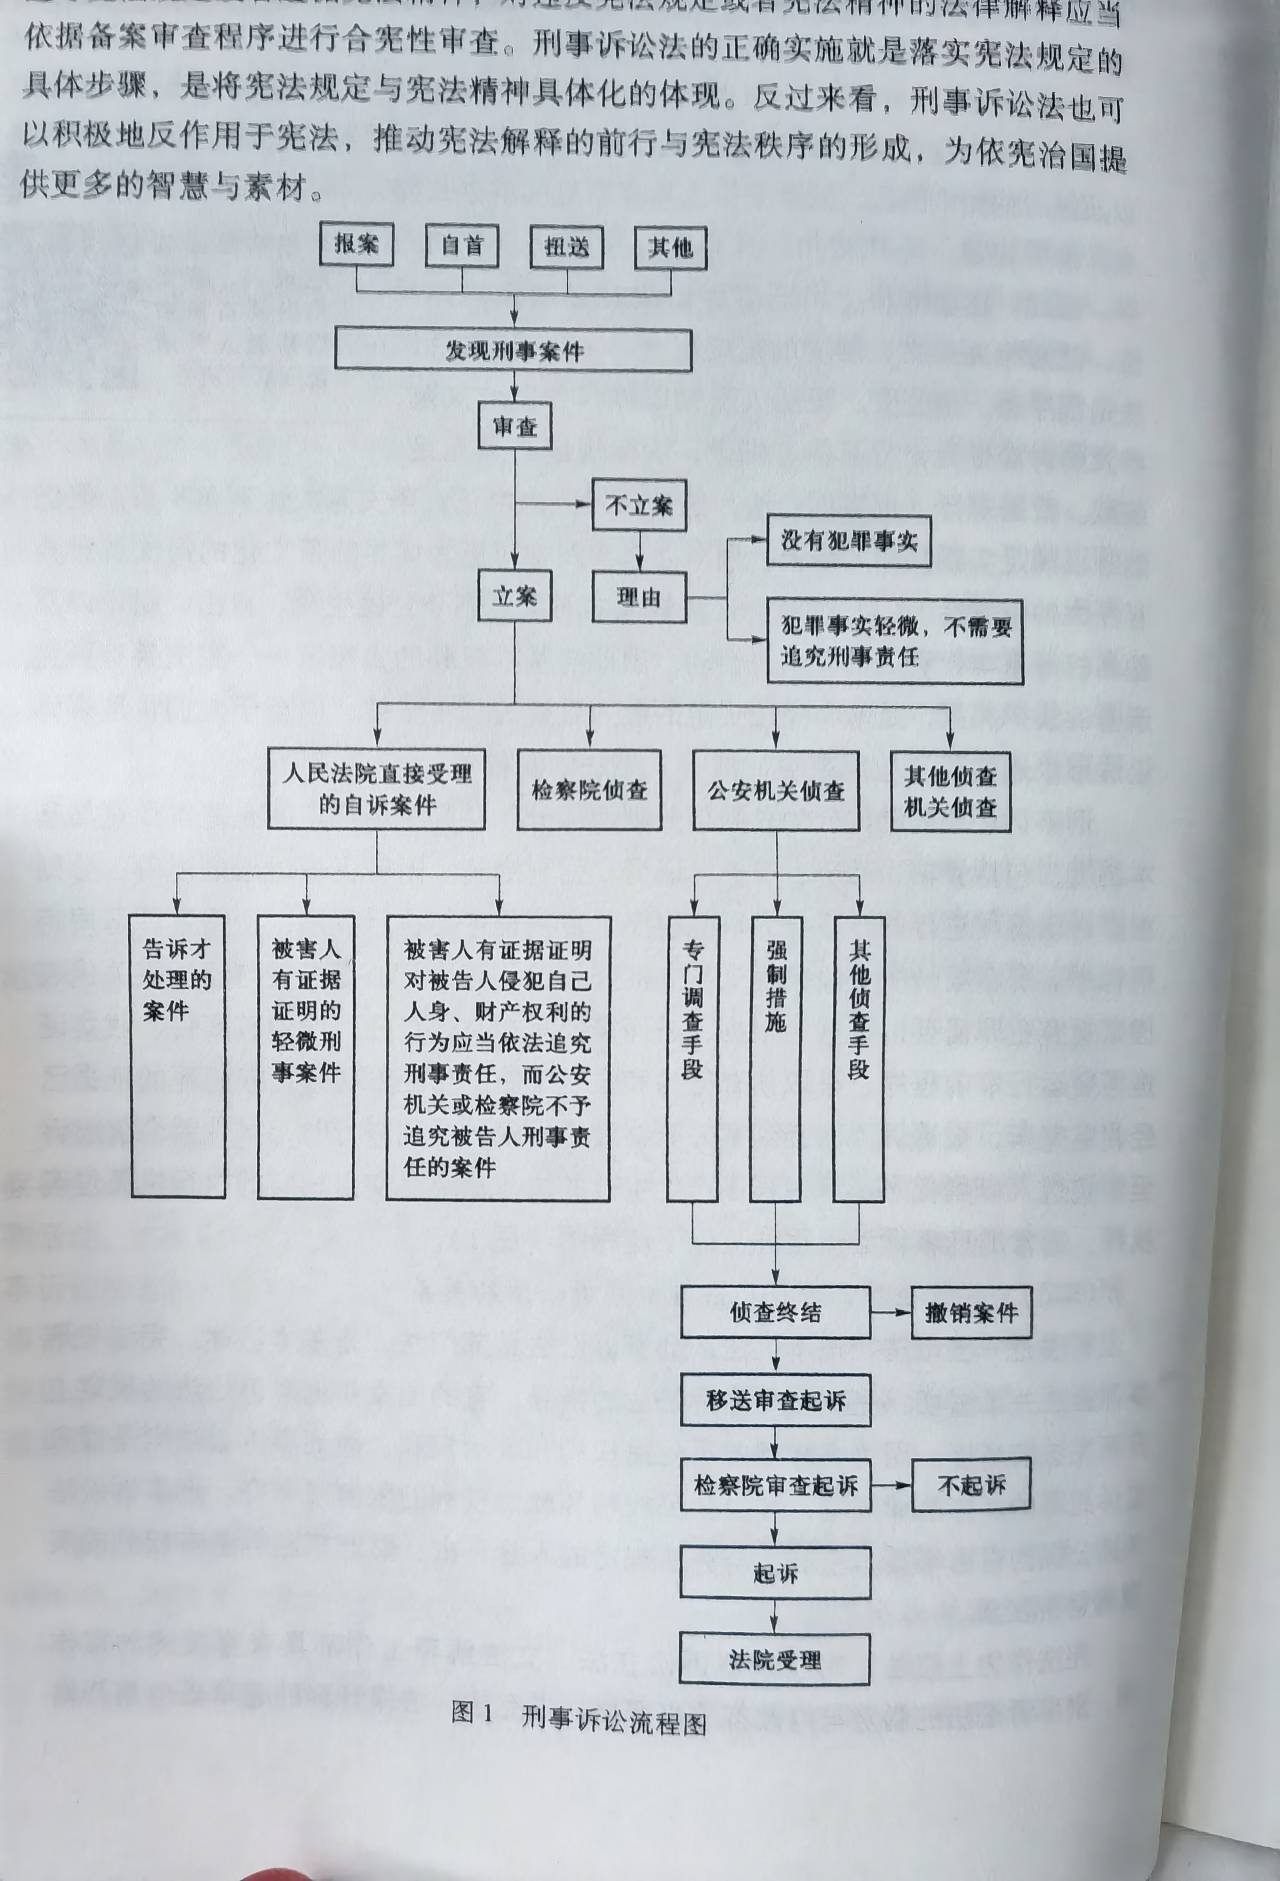 宪法精神，对违反宪法规定或者宪法精神的法律解释应当
依据备案审查程序进行合宪性审查。刑事诉讼法的正确实施就是落实宪法规定的
具体步骤，是将宪法规定与宪法精神具体化的体现。反过来看，刑事诉讼法也可
以积极地反作用于宪法，推动宪法解释的前行与宪法秩序的形成，为依宪治国提
供更多的智慧与素材。
报案
自首
扭送
其他
发现刑事案件
审查
不立案
没有犯罪事实
立案
理由
犯罪事实轻微，不需要
追究刑事责任
人民法院直接受理
的自诉案件
检察院侦查
公安机关侦查
其他侦查
机关侦查
告诉才
处理的
案件
被害人
有证据
证明的
轻微刑
事案件
被害人有证据证明
对被告人侵犯自己
人身、财产权利的
行为应当依法追究
刑事责任，而公安
机关或检察院不予
追究被告人刑事责
任的案件
专门调查手段
强制措施
其他侦查手段
侦查终结
撤销案件
移送审查起诉
检察院审查起诉
不起诉
起诉
法院受理
图1 刑事诉讼流程图